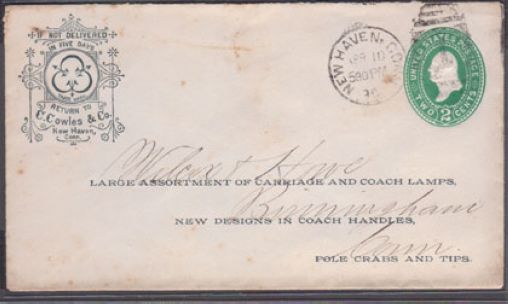 IF NOT DELIVERED
IN FIVE DAYS
RETURN TO
C. Cowles & Co.
New Haven,
Conn.
NEW HAVEN, CONN
530 PM
UNITED STATES POSTAGE
TWO 2 CENTS
Wilcox & Howe
LARGE ASSORTMENT OF CARRIAGE AND COACH LAMPS,
Birmingham
NEW DESIGNS IN COACH HANDLES,
Conn.
POLE CRABS AND TIPS.